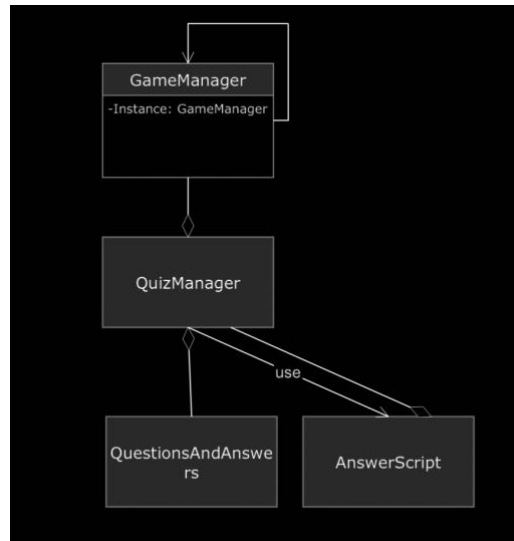 GameManager
-Instance: GameManager
QuizManager
use
QuestionsAndAnswe
rs
AnswerScript